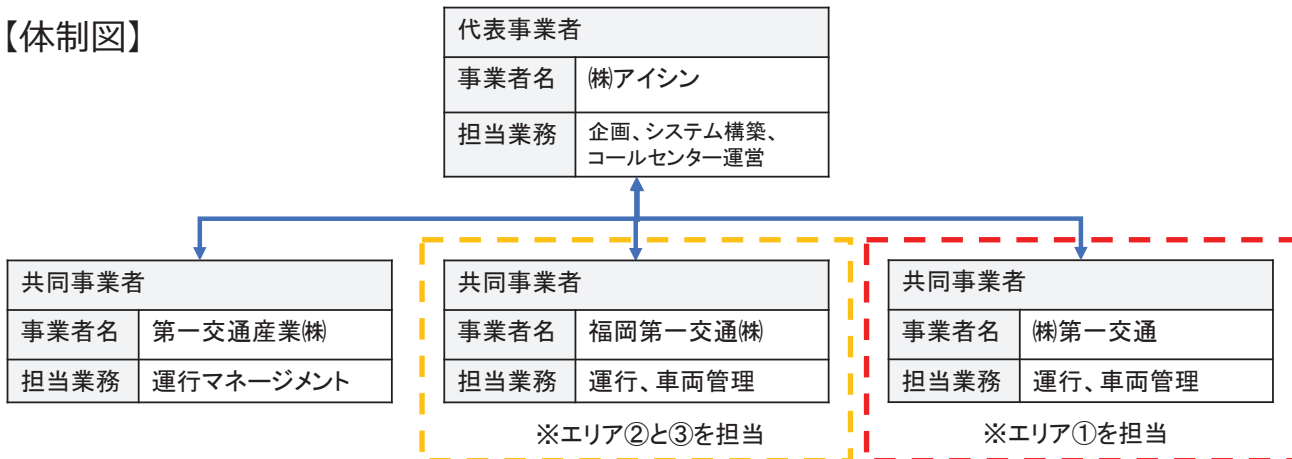 【体制図】
代表事業者
事業者名 ㈱アイシン
担当業務 企画、システム構築、
コールセンター運営
共同事業者
事業者名 第一交通産業㈱
担当業務 運行マネージメント
共同事業者
事業者名 福岡第一交通㈱
担当業務 運行、車両管理
※エリア②と③を担当
共同事業者
事業者名 ㈱第一交通
担当業務 運行、車両管理
※エリア①を担当